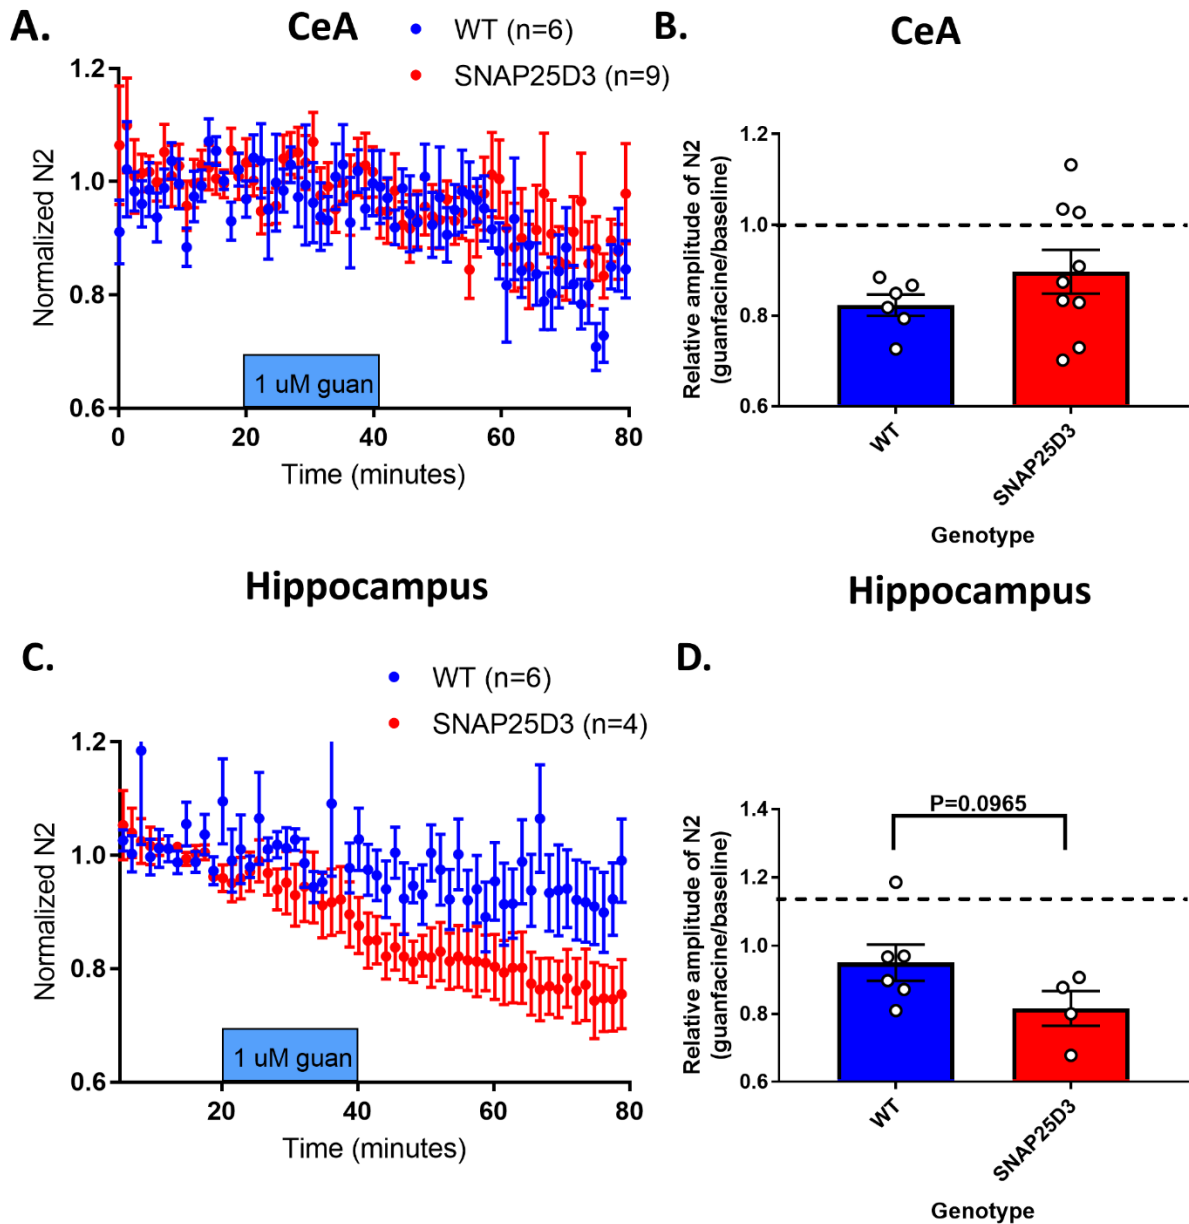 A.
CeA
WT (n=6)
SNAP25D3 (n=9)
1.2
1.0
0.8
0.6
Normalized N2
1 uM guan
0
20
40
60
80
Time (minutes)
B.
CeA
1.2
1.0
0.8
0.6
Relative amplitude of N2
(guanfacine/baseline)
WT
SNAP25D3
Genotype
Hippocampus
C.
WT (n=6)
SNAP25D3 (n=4)
1.2
1.0
0.8
0.6
Normalized N2
1 uM guan
20
40
60
80
Time (minutes)
Hippocampus
D.
P=0.0965
1.4
1.2
1.0
0.8
0.6
Relative amplitude of N2
(guanfacine/baseline)
WT
SNAP25D3
Genotype